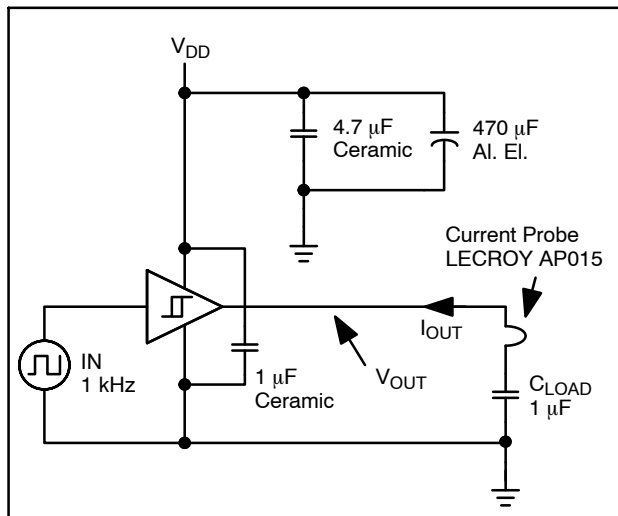 VDD
4.7 μF
Ceramic
470 μF
Al. El.
Current Probe
LECROY AP015
IOUT
IN
1 kHz
1 μF
Ceramic
VOUT
CLOAD
1 μF